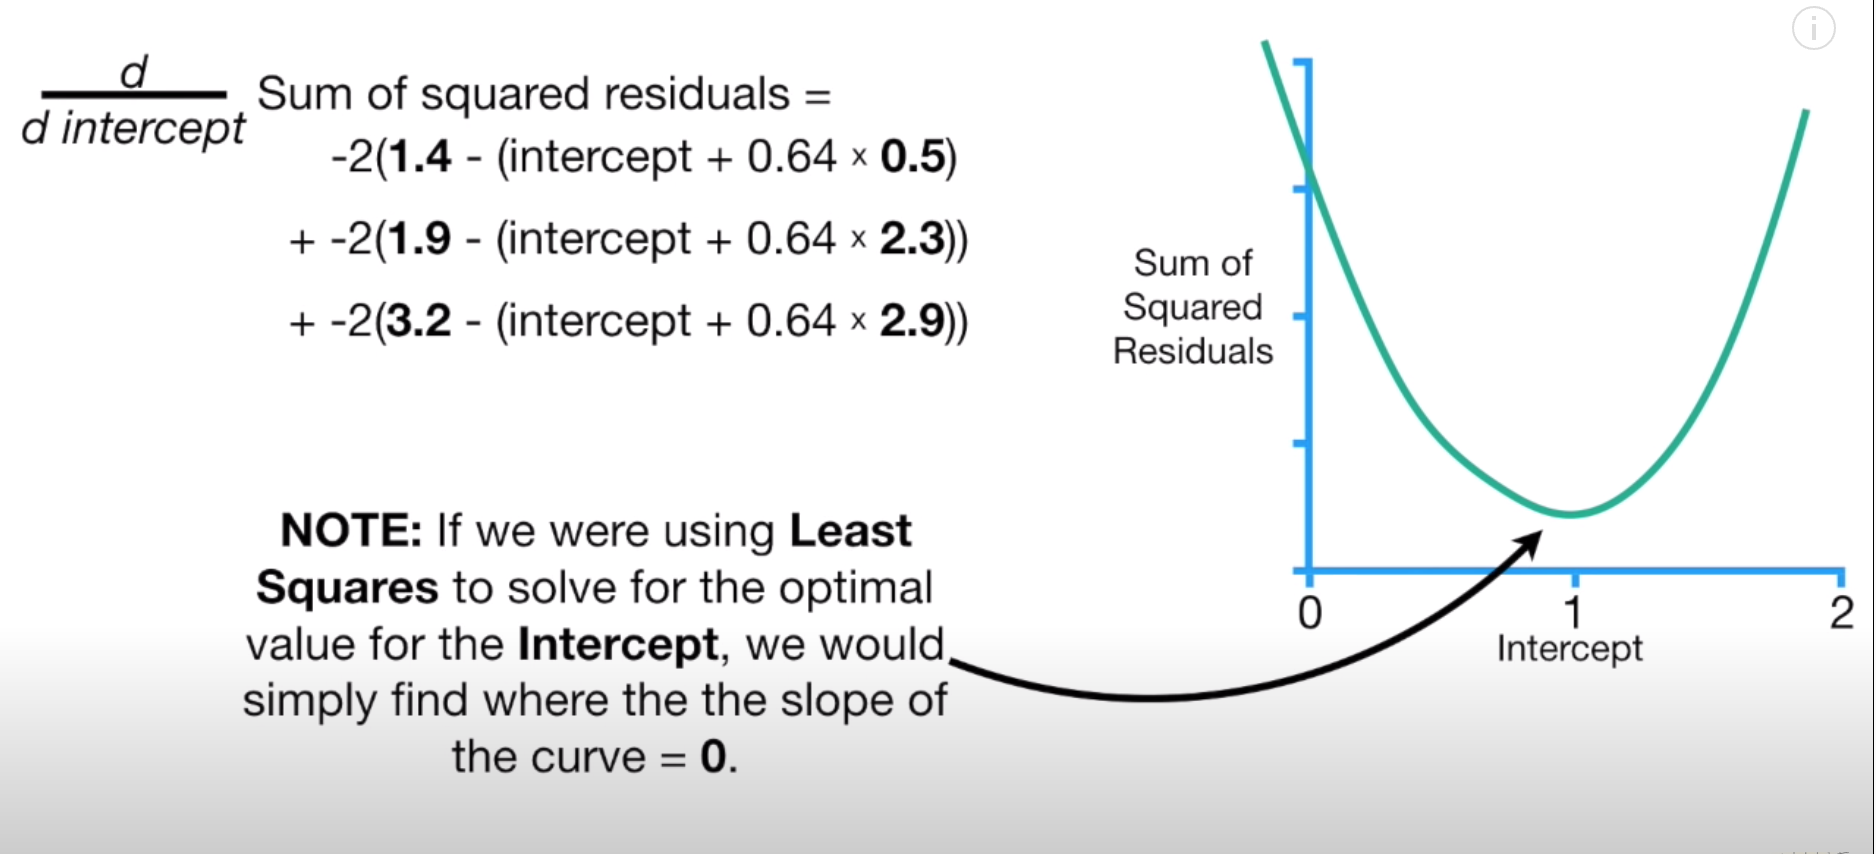 d
d intercept
Sum of squared residuals =
-2(1.4 - (intercept + 0.64 × 0.5)
+ -2(1.9 - (intercept + 0.64 × 2.3))
+ -2(3.2 - (intercept + 0.64 × 2.9))
NOTE: If we were using Least
Squares to solve for the optimal
value for the Intercept, we would
simply find where the the slope of
the curve = 0.
Sum of
Squared
Residuals
0
1
2
Intercept
i